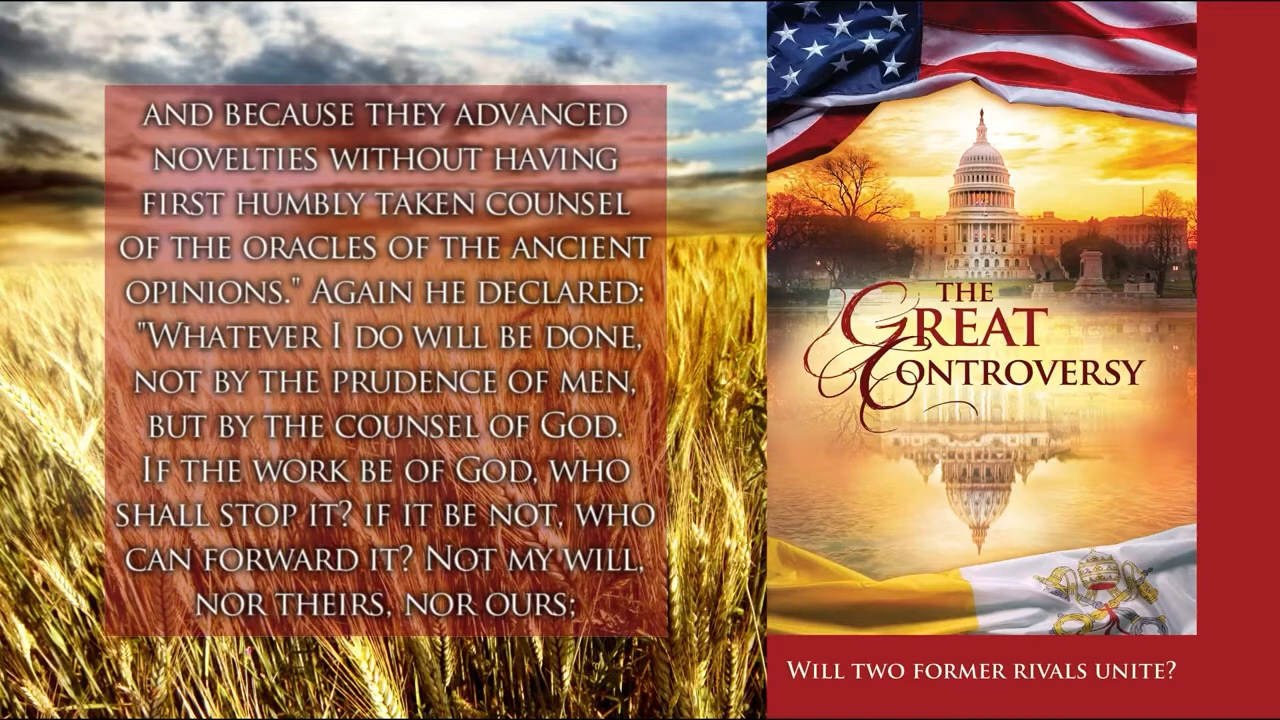 AND BECAUSE THEY ADVANCED
NOVELTIES WITHOUT HAVING
FIRST HUMBLY TAKEN COUNSEL
OF THE ORACLES OF THE ANCIENT
OPINIONS." AGAIN HE DECLARED:
"WHATEVER I DO WILL BE DONE,
NOT BY THE PRUDENCE OF MEN,
BUT BY THE COUNSEL OF GOD.
IF THE WORK BE OF GOD, WHO
SHALL STOP IT? IF IT BE NOT, WHO
CAN FORWARD IT? NOT MY WILL,
NOR THEIRS, NOR OURS;
THE
GREAT
CONTROVERSY
WILL TWO FORMER RIVALS UNITE?